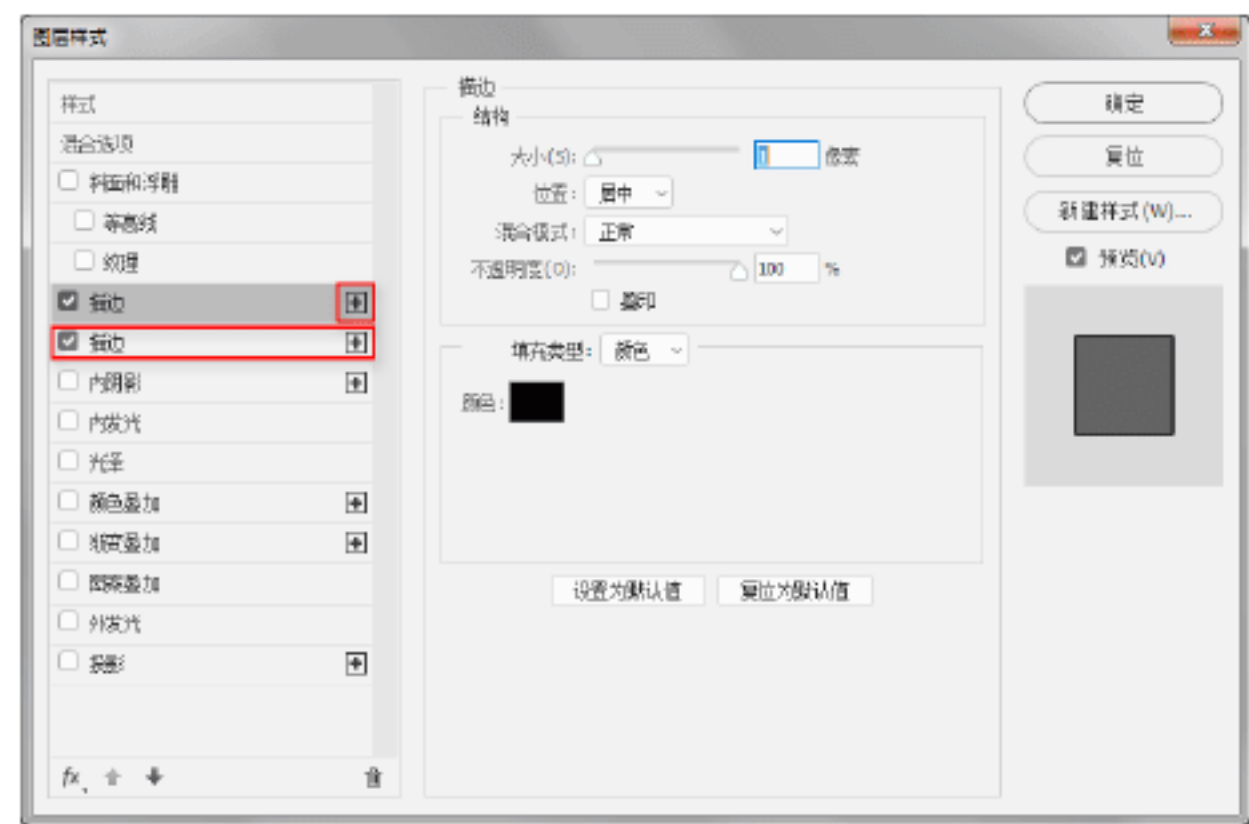 图层样式
样式
混合选项
斜面和浮雕
等高线
纹理
描边
描边
内阴影
内发光
光泽
颜色叠加
渐变叠加
图案叠加
外发光
投影
fx
描边
结构
大小(S): 像素
位置: 居中
混合模式: 正常
不透明度(O): 100 %
叠印
填充类型: 颜色
颜色:
设置为默认值 复位为默认值
确定
复位
新建样式(W)...
预览(V)